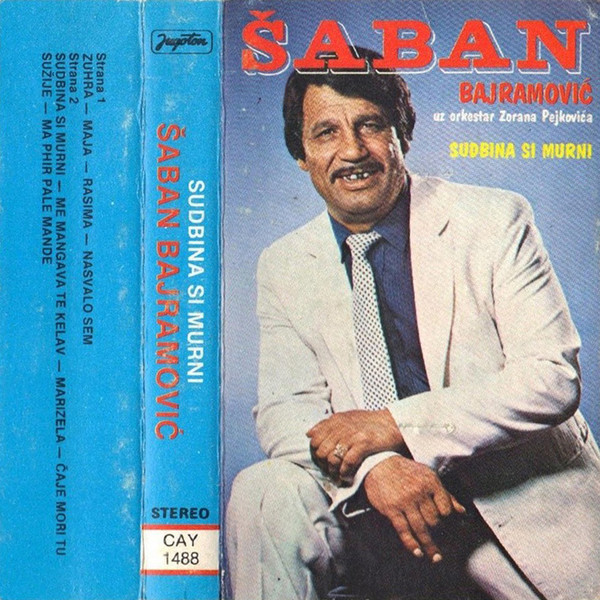 Strana 1
ZUHRA — MAJA — RASIMA — NASVALO SEM
Strana 2
SUDBINA SI MURNI — ME MANGAVA TE KELAV — MARIZELA — ČAJE MORI TU
SUŽIJE — MA PHIR PALE MANDE
Jugoton
SUDBINA SI MURNI
ŠABAN BAJRAMOVIĆ
STEREO
CAY
1488
ŠABAN
BAJRAMOVIĆ
uz orkestar Zorana Pejkovića
SUDBINA SI MURNI